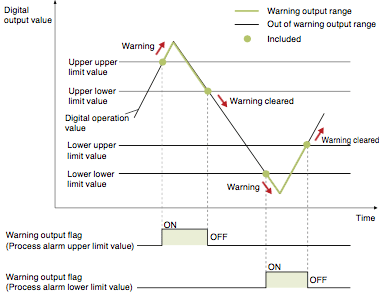 Digital
output value
Warning output range
Out of warning output range
Included
Warning
Upper upper
limit value
Upper lower
limit value
Warning cleared
Digital operation
value
Lower upper
limit value
Warning cleared
Lower lower
limit value
Warning
Time
Warning output flag
(Process alarm upper limit value)
ON
OFF
Warning output flag
(Process alarm lower limit value)
ON
OFF